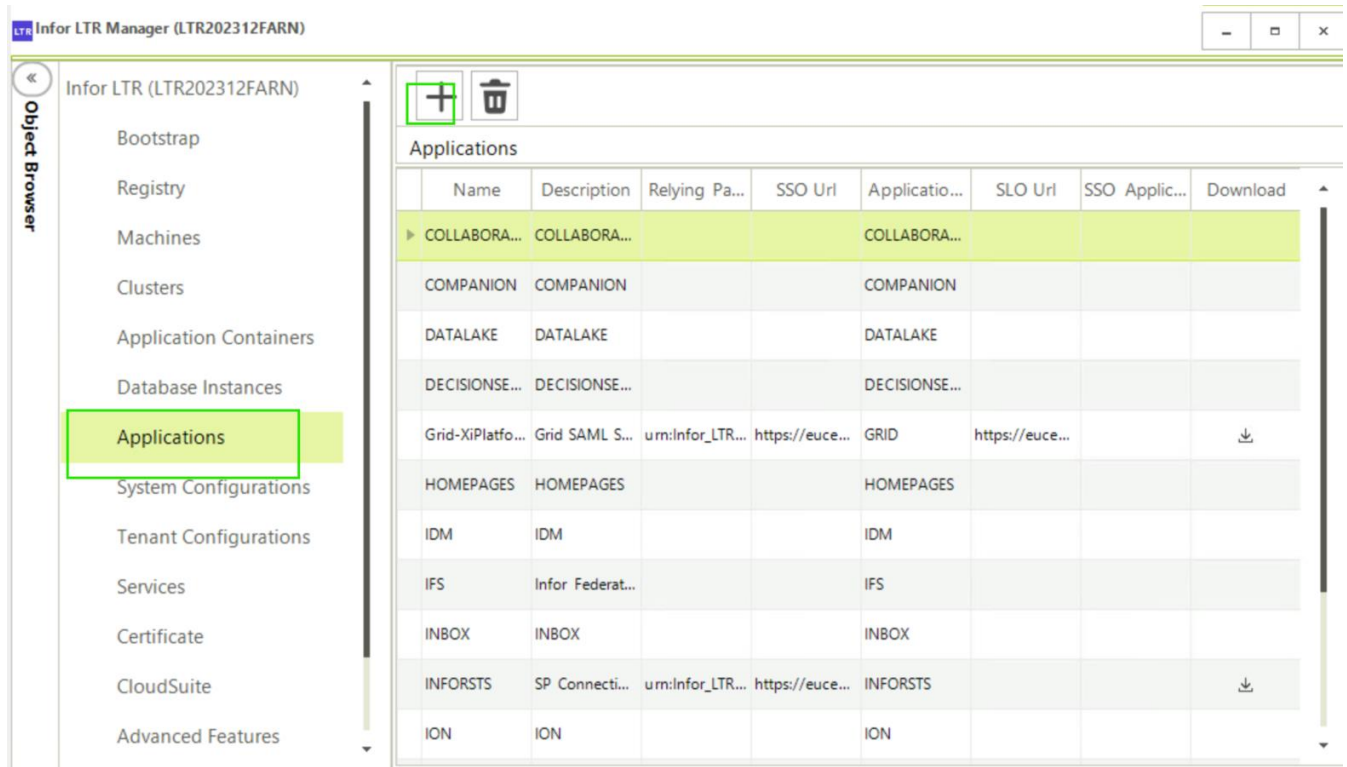 LTR Infor LTR Manager (LTR202312FARN)
Object Browser
Infor LTR (LTR202312FARN)
Bootstrap
Registry
Machines
Clusters
Application Containers
Database Instances
Applications
System Configurations
Tenant Configurations
Services
Certificate
CloudSuite
Advanced Features
Applications
Name Description Relying Pa... SSO Url Applicatio... SLO Url SSO Applic... Download
COLLABORA... COLLABORA... COLLABORA...
COMPANION COMPANION COMPANION
DATALAKE DATALAKE DATALAKE
DECISIONSE... DECISIONSE... DECISIONSE...
Grid-XiPlatfo... Grid SAML S... urn:Infor_LTR... https://euce... GRID https://euce...
HOMEPAGES HOMEPAGES HOMEPAGES
IDM IDM IDM
IFS Infor Federat... IFS
INBOX INBOX INBOX
INFORSTS SP Connecti... urn:Infor_LTR... https://euce... INFORSTS
ION ION ION